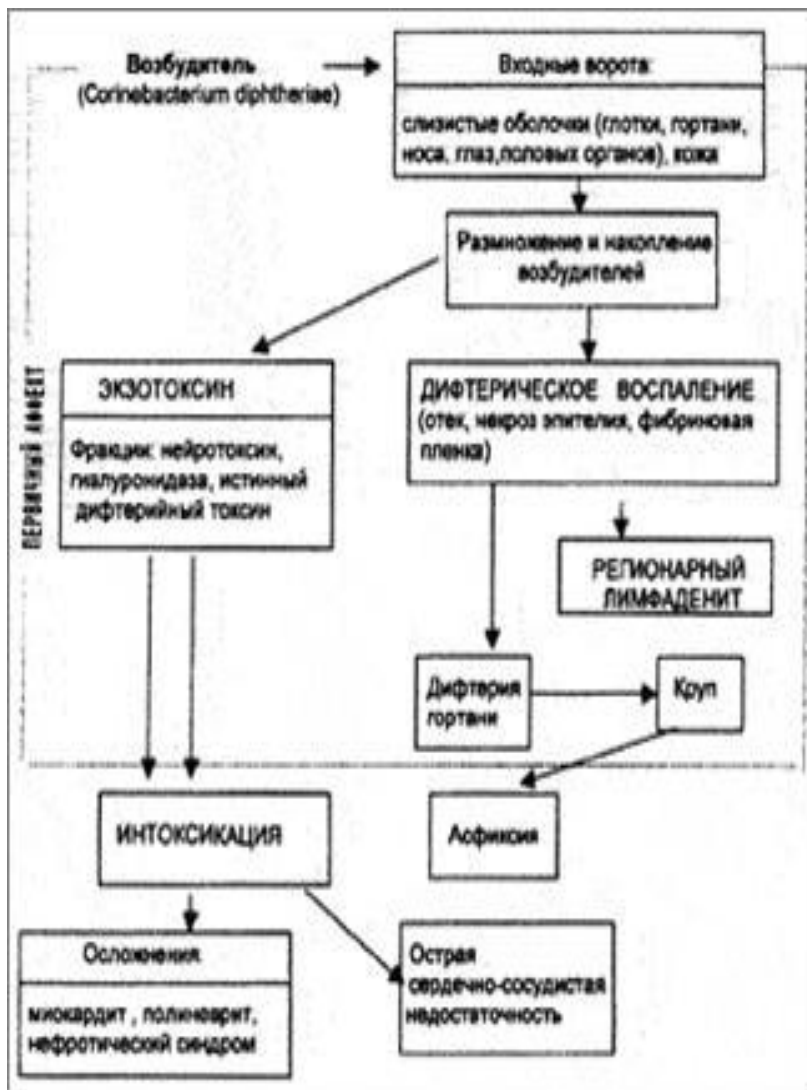 Возбудитель
(Corinebacterium diphtheriae)
Входные ворота:
слизистые оболочки (глотки, гортани,
носа, глаз,половых органов), кожа
Размножение и накопление
возбудителей
ПЕРВИЧНЫЙ АФФЕКТ
ЭКЗОТОКСИН
Фракции: нейротоксин,
гиалуронидаза, истинный
дифтерийный токсин
ДИФТЕРИЧЕСКОЕ ВОСПАЛЕНИЕ
(отек, некроз эпителия, фибриновая
пленка)
РЕГИОНАРНЫЙ
ЛИМФАДЕНИТ
Дифтерия
гортани
Круп
ИНТОКСИКАЦИЯ
Асфиксия
Осложнения:
миокардит , полиневрит,
нефротический синдром
Острая
сердечно-сосудистая
недостаточность